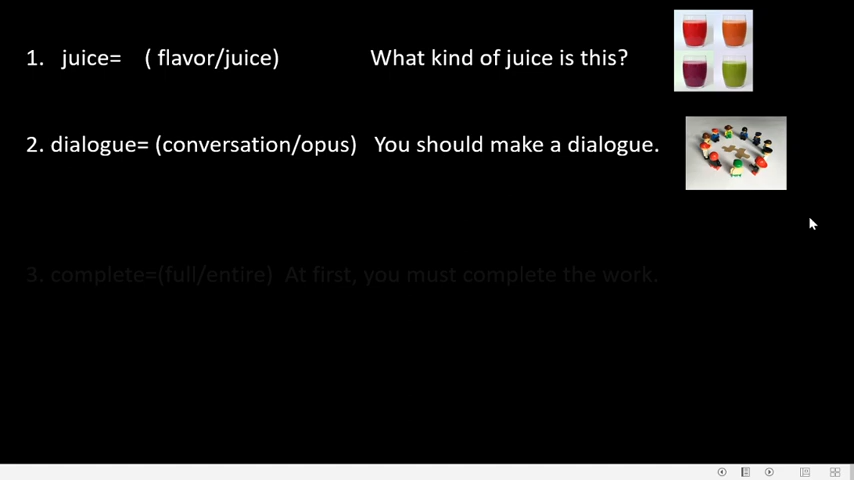 1. juice= ( flavor/juice) What kind of juice is this?
2. dialogue= (conversation/opus) You should make a dialogue.
3. complete=(full/entire) At first, you must complete the work.